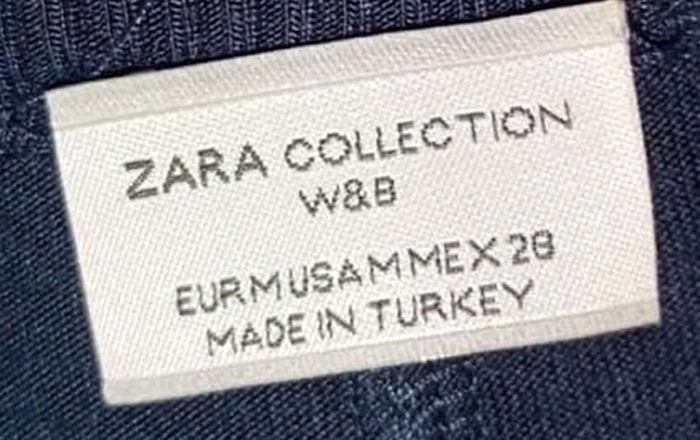 ZARA COLLECTION
W&B
EUR M USA M MEX 28
MADE IN TURKEY